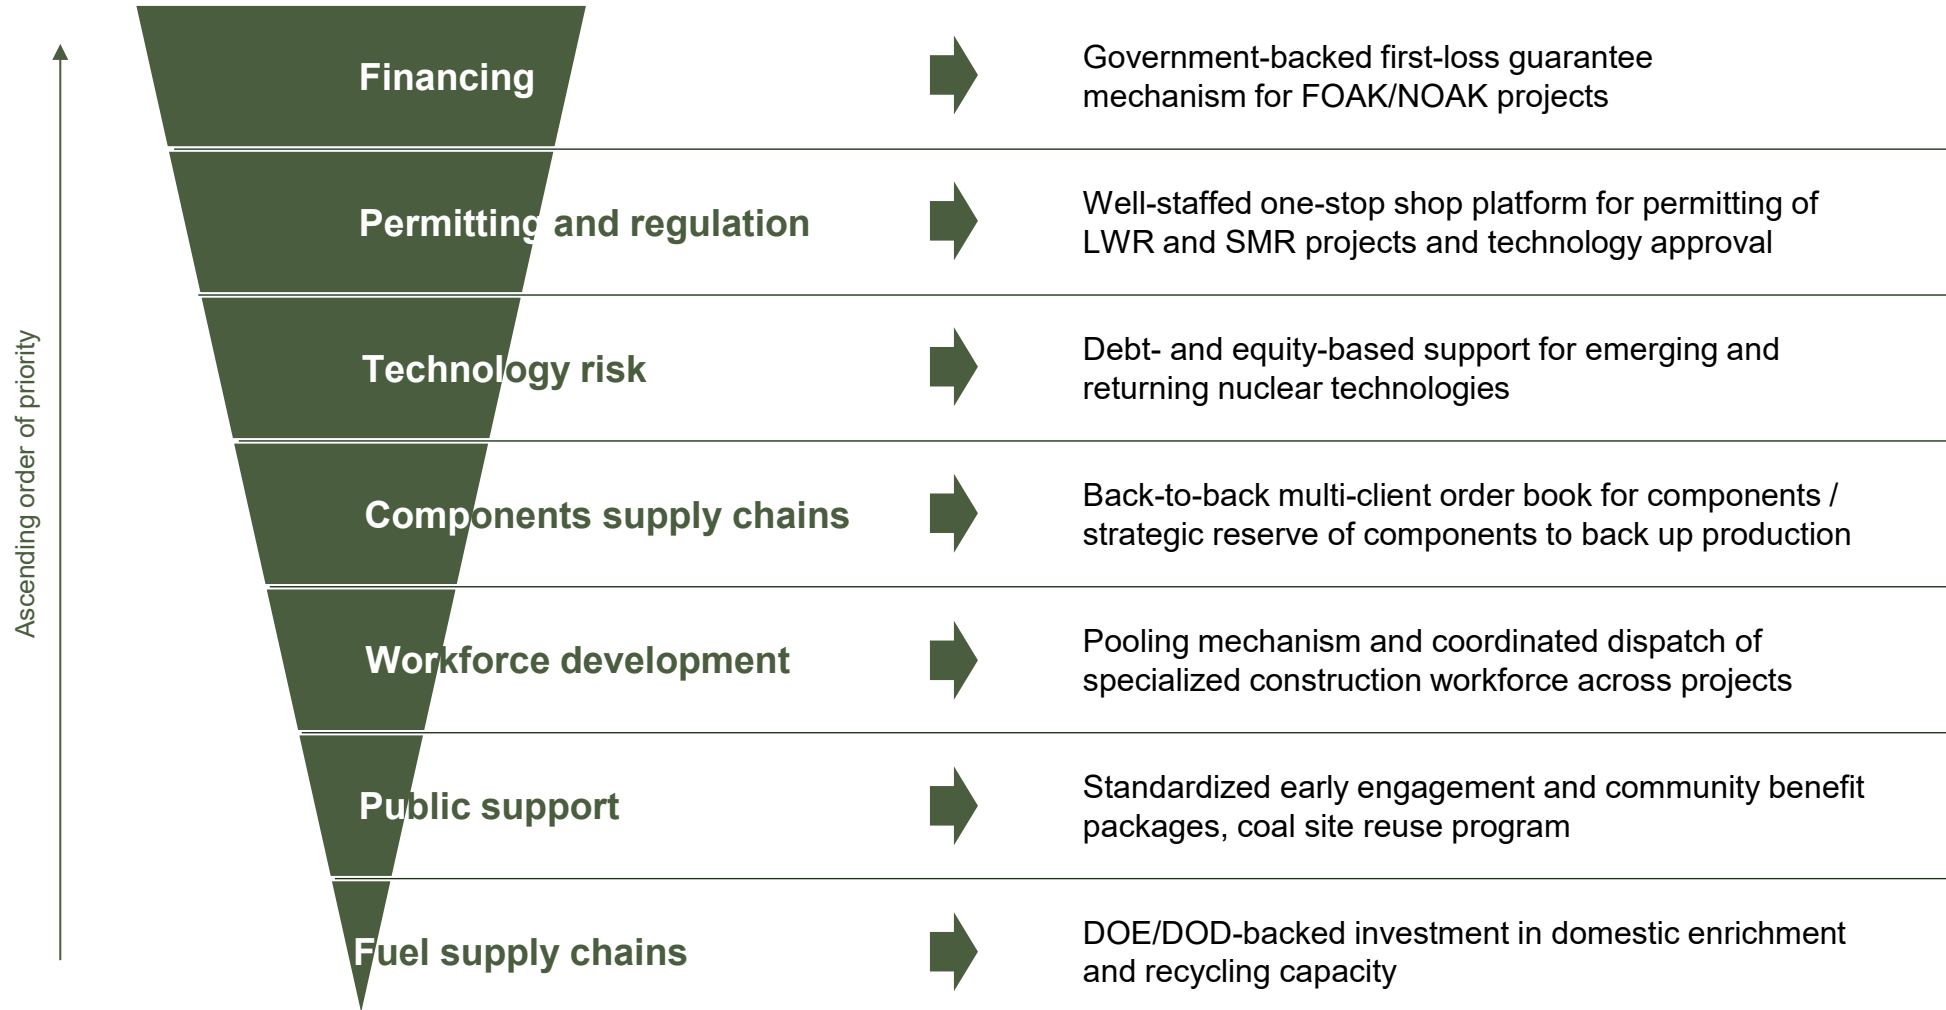 Ascending order of priority
Financing
Government-backed first-loss guarantee
mechanism for FOAK/NOAK projects
Permitting and regulation
Well-staffed one-stop shop platform for permitting of
LWR and SMR projects and technology approval
Technology risk
Debt- and equity-based support for emerging and
returning nuclear technologies
Components supply chains
Back-to-back multi-client order book for components /
strategic reserve of components to back up production
Workforce development
Pooling mechanism and coordinated dispatch of
specialized construction workforce across projects
Public support
Standardized early engagement and community benefit
packages, coal site reuse program
Fuel supply chains
DOE/DOD-backed investment in domestic enrichment
and recycling capacity